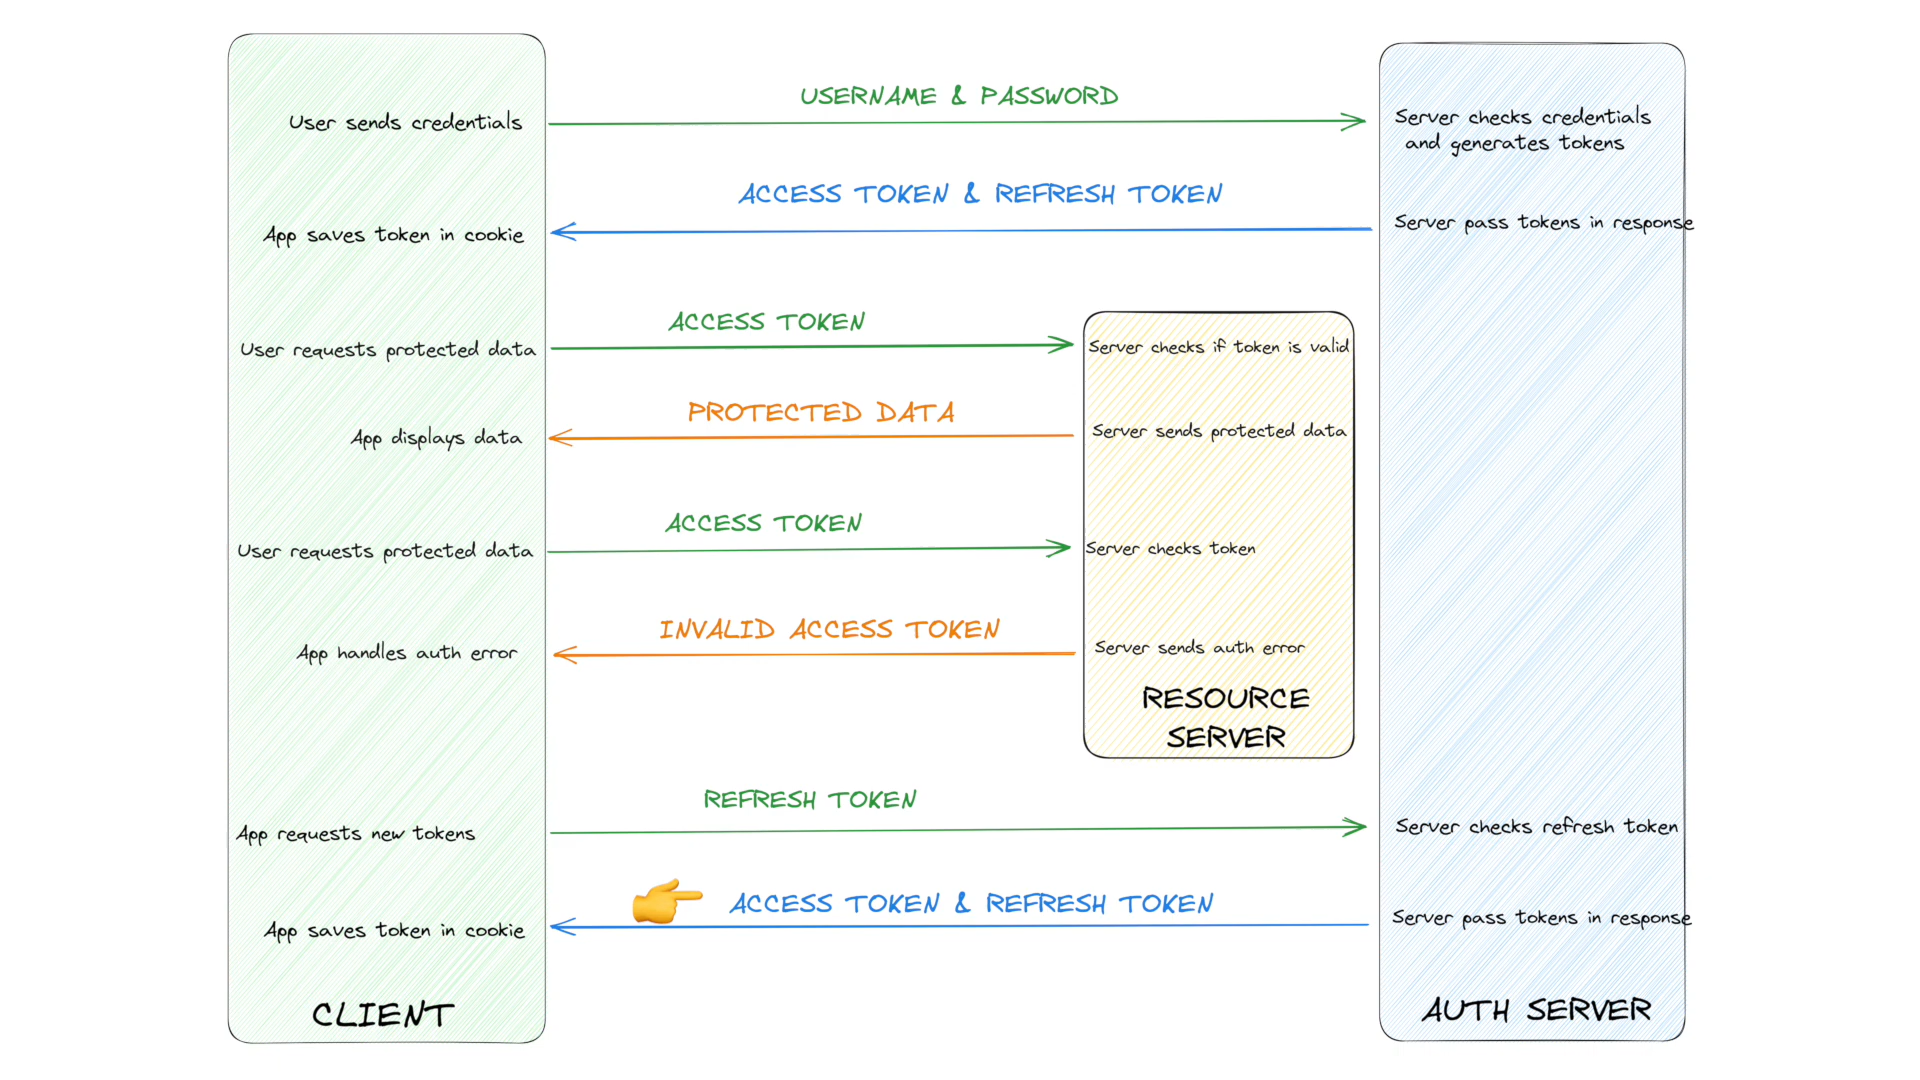 USERNAME & PASSWORD
User sends credentials
Server checks credentials
and generates tokens
ACCESS TOKEN & REFRESH TOKEN
App saves token in cookie
Server pass tokens in response
ACCESS TOKEN
User requests protected data
Server checks if token is valid
PROTECTED DATA
App displays data
Server sends protected data
ACCESS TOKEN
User requests protected data
Server checks token
INVALID ACCESS TOKEN
App handles auth error
Server sends auth error
RESOURCE
SERVER
REFRESH TOKEN
App requests new tokens
Server checks refresh token
ACCESS TOKEN & REFRESH TOKEN
App saves token in cookie
Server pass tokens in response
CLIENT
AUTH SERVER